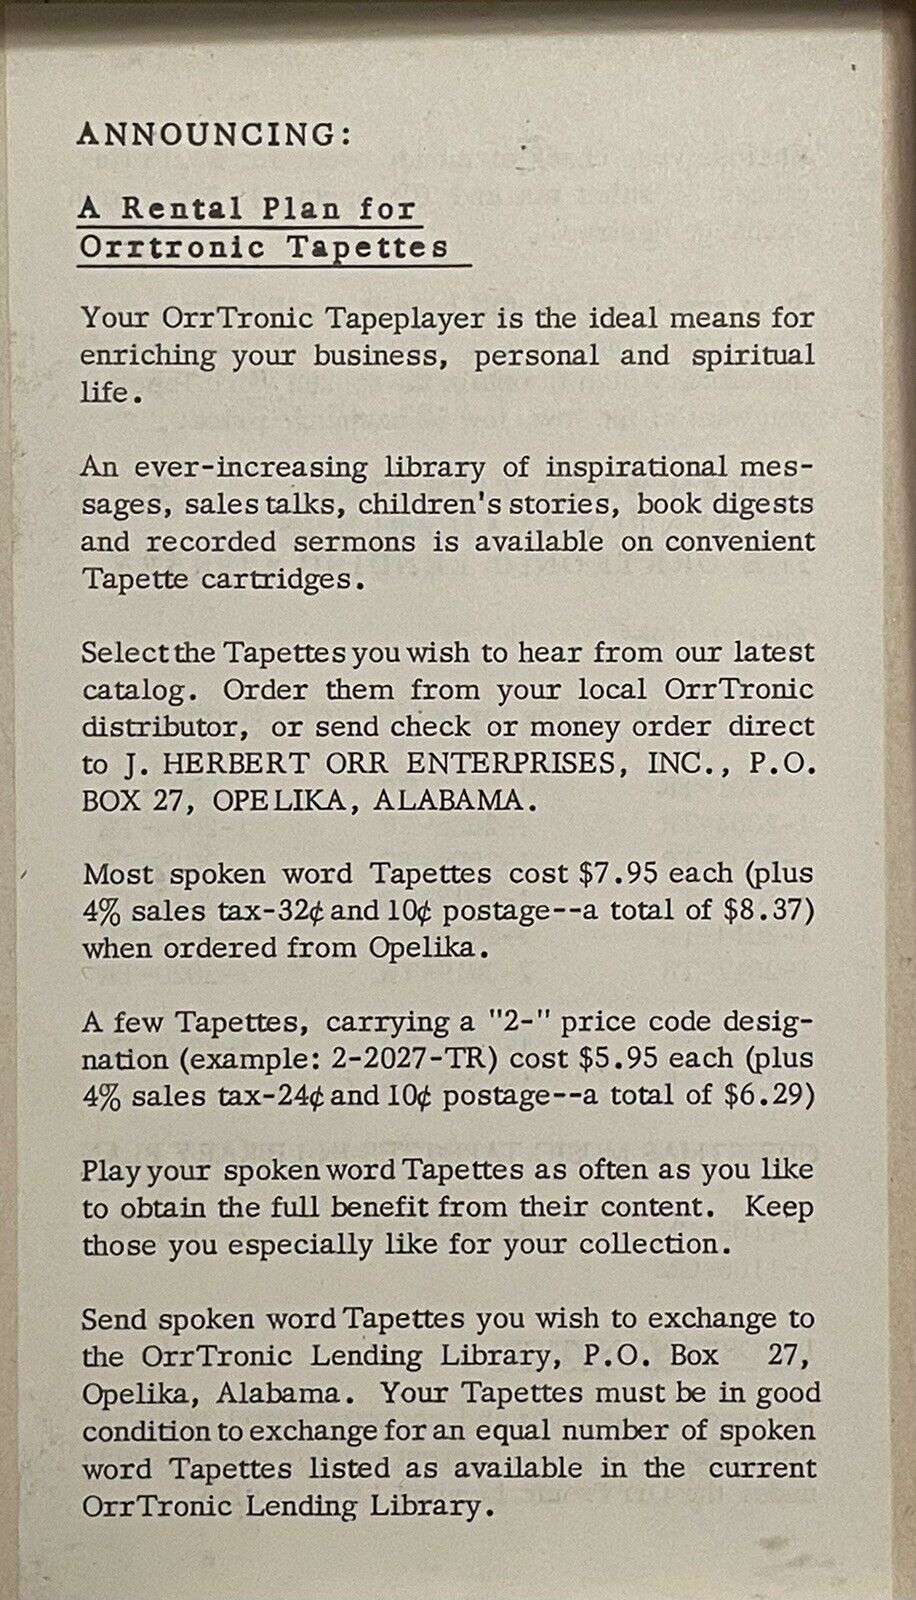 ANNOUNCING:
A Rental Plan for
Orrtronic Tapettes
Your OrrTronic Tapeplayer is the ideal means for
enriching your business, personal and spiritual
life.
An ever-increasing library of inspirational mes-
sages, sales talks, children's stories, book digests
and recorded sermons is available on convenient
Tapette cartridges.
Select the Tapettes you wish to hear from our latest
catalog. Order them from your local OrrTronic
distributor, or send check or money order direct
to J. HERBERT ORR ENTERPRISES, INC., P.O.
BOX 27, OPELIKA, ALABAMA.
Most spoken word Tapettes cost $7.95 each (plus
4% sales tax-32¢ and 10¢ postage--a total of $8.37)
when ordered from Opelika.
A few Tapettes, carrying a "2-" price code desig-
nation (example: 2-2027-TR) cost $5.95 each (plus
4% sales tax-24¢ and 10¢ postage--a total of $6.29)
Play your spoken word Tapettes as often as you like
to obtain the full benefit from their content. Keep
those you especially like for your collection.
Send spoken word Tapettes you wish to exchange to
the OrrTronic Lending Library, P.O. Box 27,
Opelika, Alabama. Your Tapettes must be in good
condition to exchange for an equal number of spoken
word Tapettes listed as available in the current
OrrTronic Lending Library.